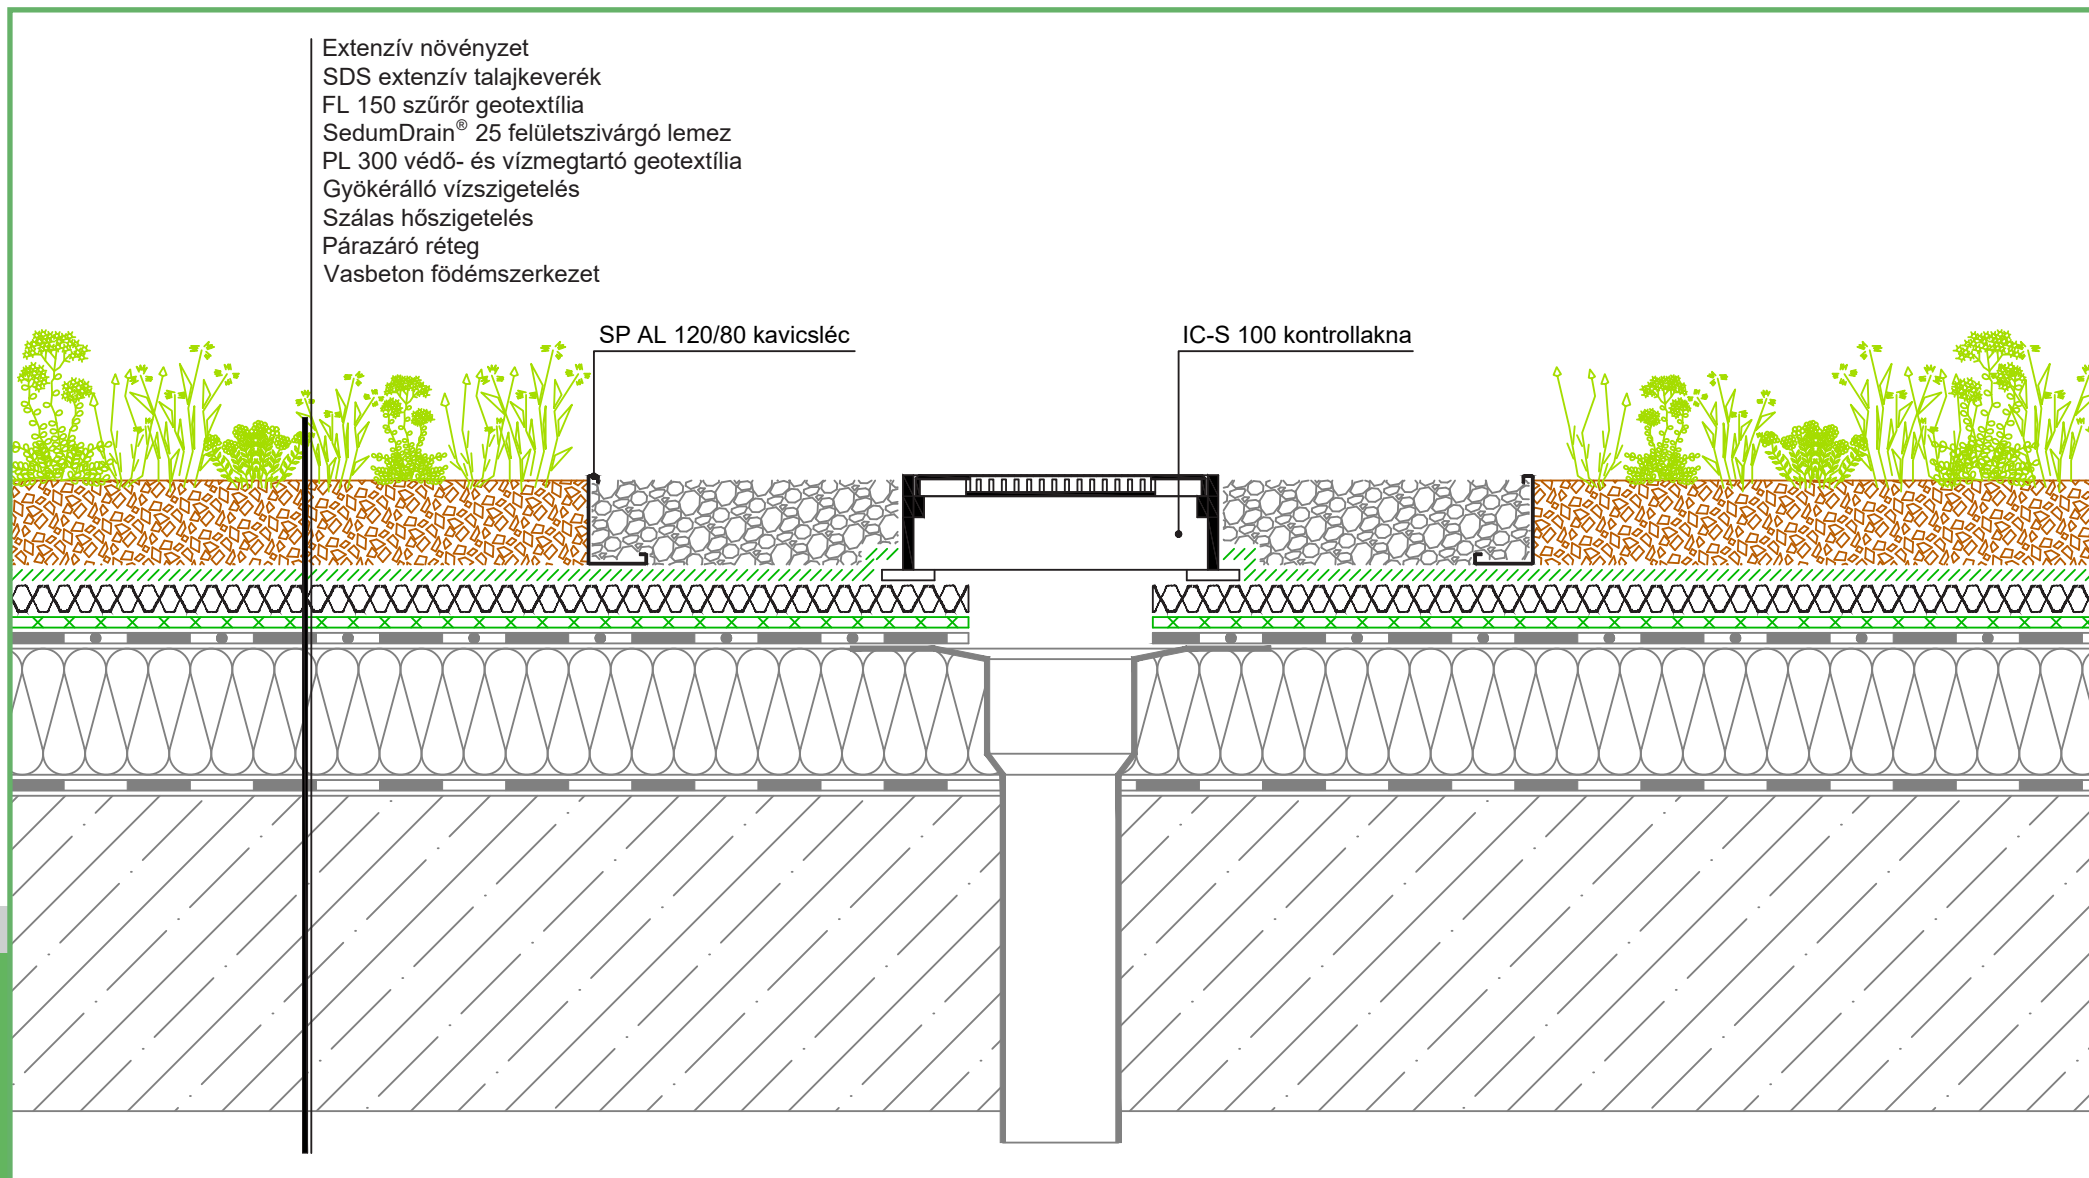 Extenzív növényzet
SDS extenzív talajkeverék
FL 150 szűrőr geotextília
SedumDrain® 25 felületszivárgó lemez
PL 300 védő- és vízmegtartó geotextília
Gyökérálló vízszigetelés
Szálas hőszigetelés
Párazáró réteg
Vasbeton födémszerkezet
SP AL 120/80 kavicsléc
IC-S 100 kontrollakna